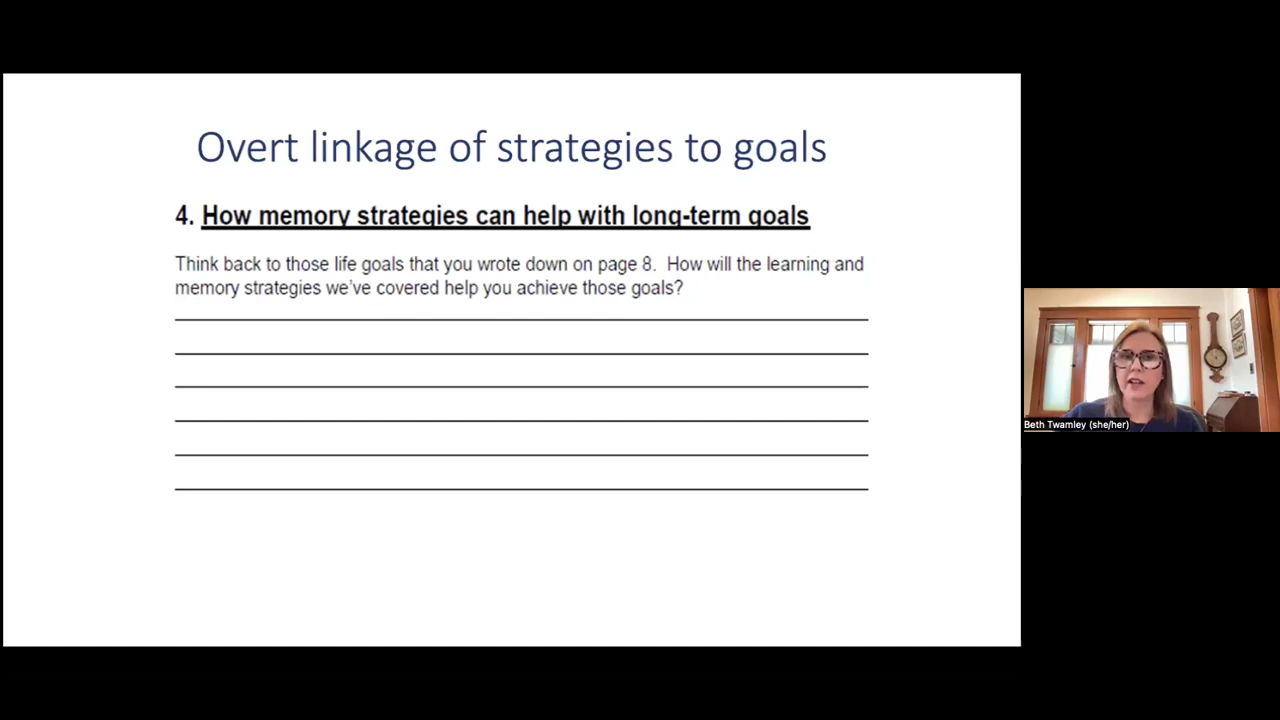 Overt linkage of strategies to goals
4. How memory strategies can help with long-term goals
Think back to those life goals that you wrote down on page 8.  How will the learning and
memory strategies we've covered help you achieve those goals?
Beth Twamley (she/her)